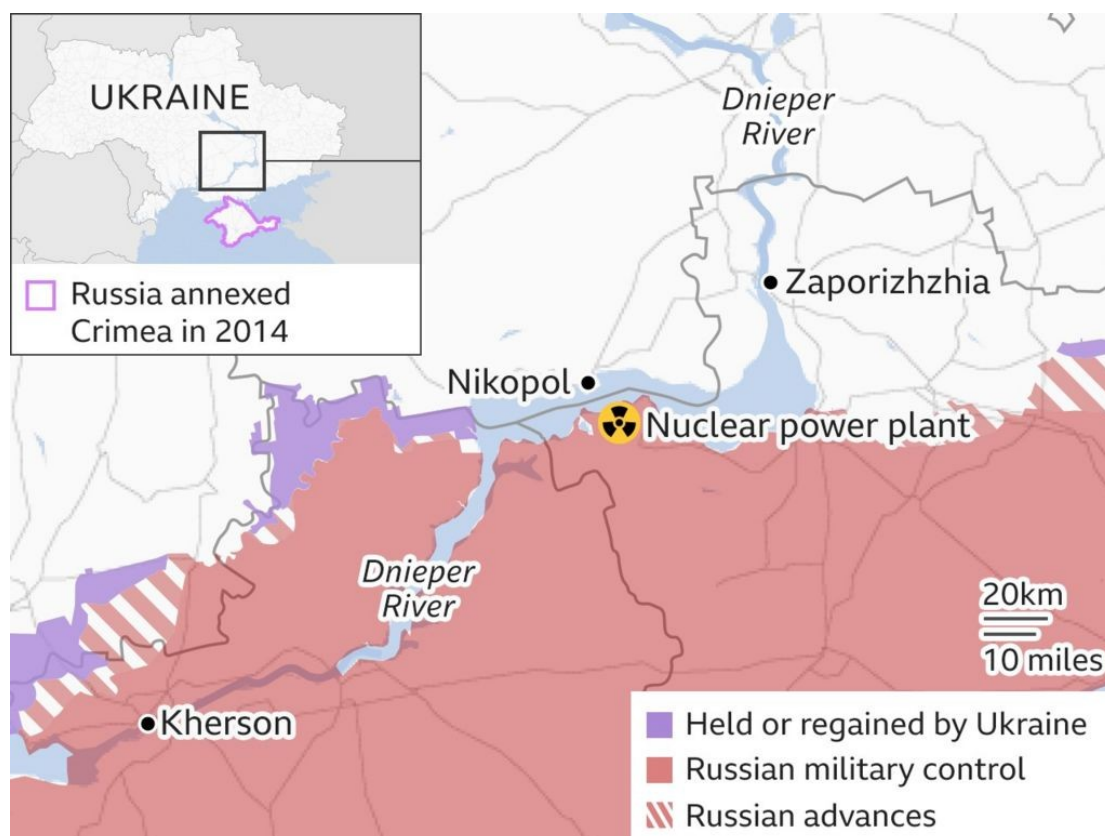 UKRAINE
Russia annexed
Crimea in 2014
Dnieper
River
Zaporizhzhia
Nikopol
Nuclear power plant
Dnieper
River
20km
10 miles
Kherson
Held or regained by Ukraine
Russian military control
Russian advances